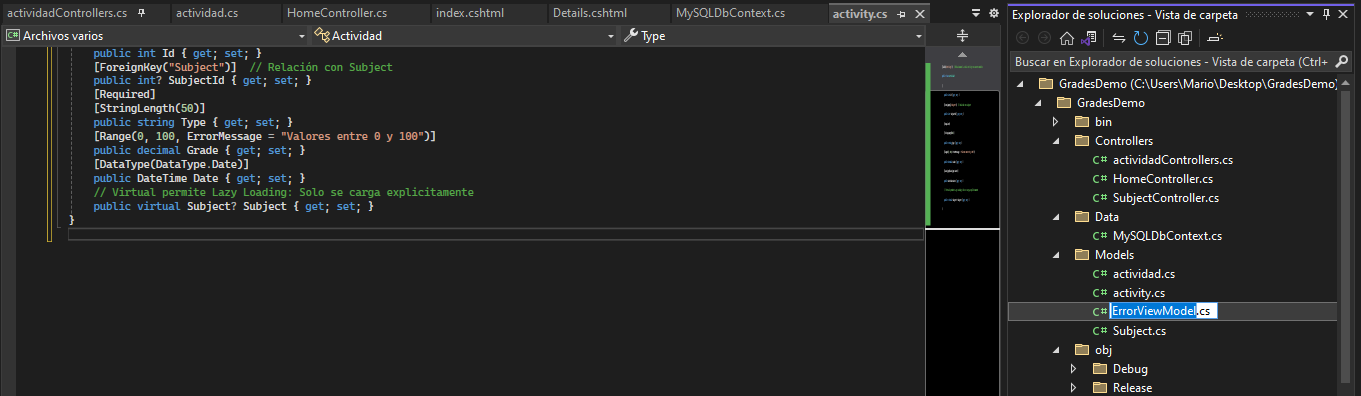 actividadControllers.cs
actividad.cs
HomeController.cs
index.cshtml
Details.cshtml
MySQLDbContext.cs
activity.cs
C# Archivos varios
Actividad
Type
public int Id { get; set; }
[ForeignKey("Subject")] // Relación con Subject
public int? SubjectId { get; set; }
[Required]
[StringLength(50)]
public string Type { get; set; }
[Range(0, 100, ErrorMessage = "Valores entre 0 y 100")]
public decimal Grade { get; set; }
[DataType(DataType.Date)]
public DateTime Date { get; set; }
// Virtual permite Lazy Loading: Solo se carga explicitamente
public virtual Subject? Subject { get; set; }
}
Explorador de soluciones - Vista de carpeta
Buscar en Explorador de soluciones - Vista de carpeta (Ctrl+
GradesDemo (C:\Users\Mario\Desktop\GradesDemo)
GradesDemo
bin
Controllers
C# actividadControllers.cs
C# HomeController.cs
C# SubjectController.cs
Data
C# MySQLDbContext.cs
Models
C# actividad.cs
C# activity.cs
C# ErrorViewModel.cs
C# Subject.cs
obj
Debug
Release